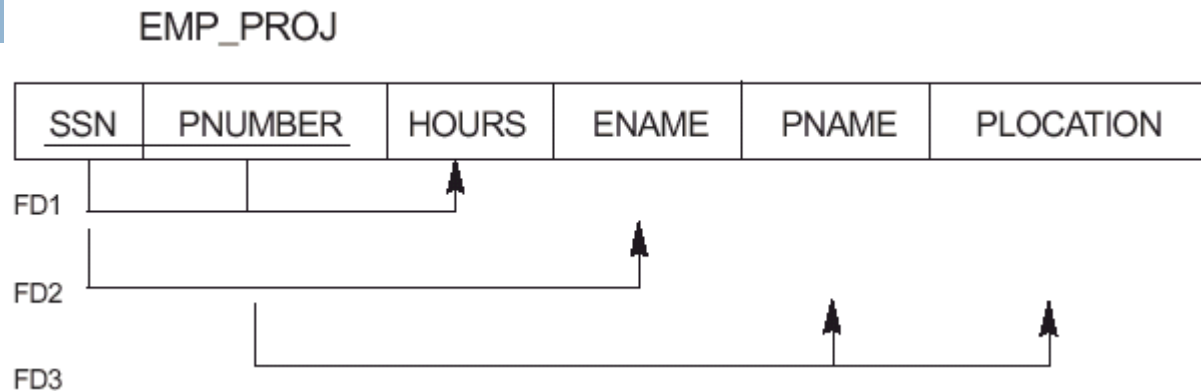 EMP_PROJ
SSN PNUMBER HOURS ENAME PNAME PLOCATION
FD1
FD2
FD3